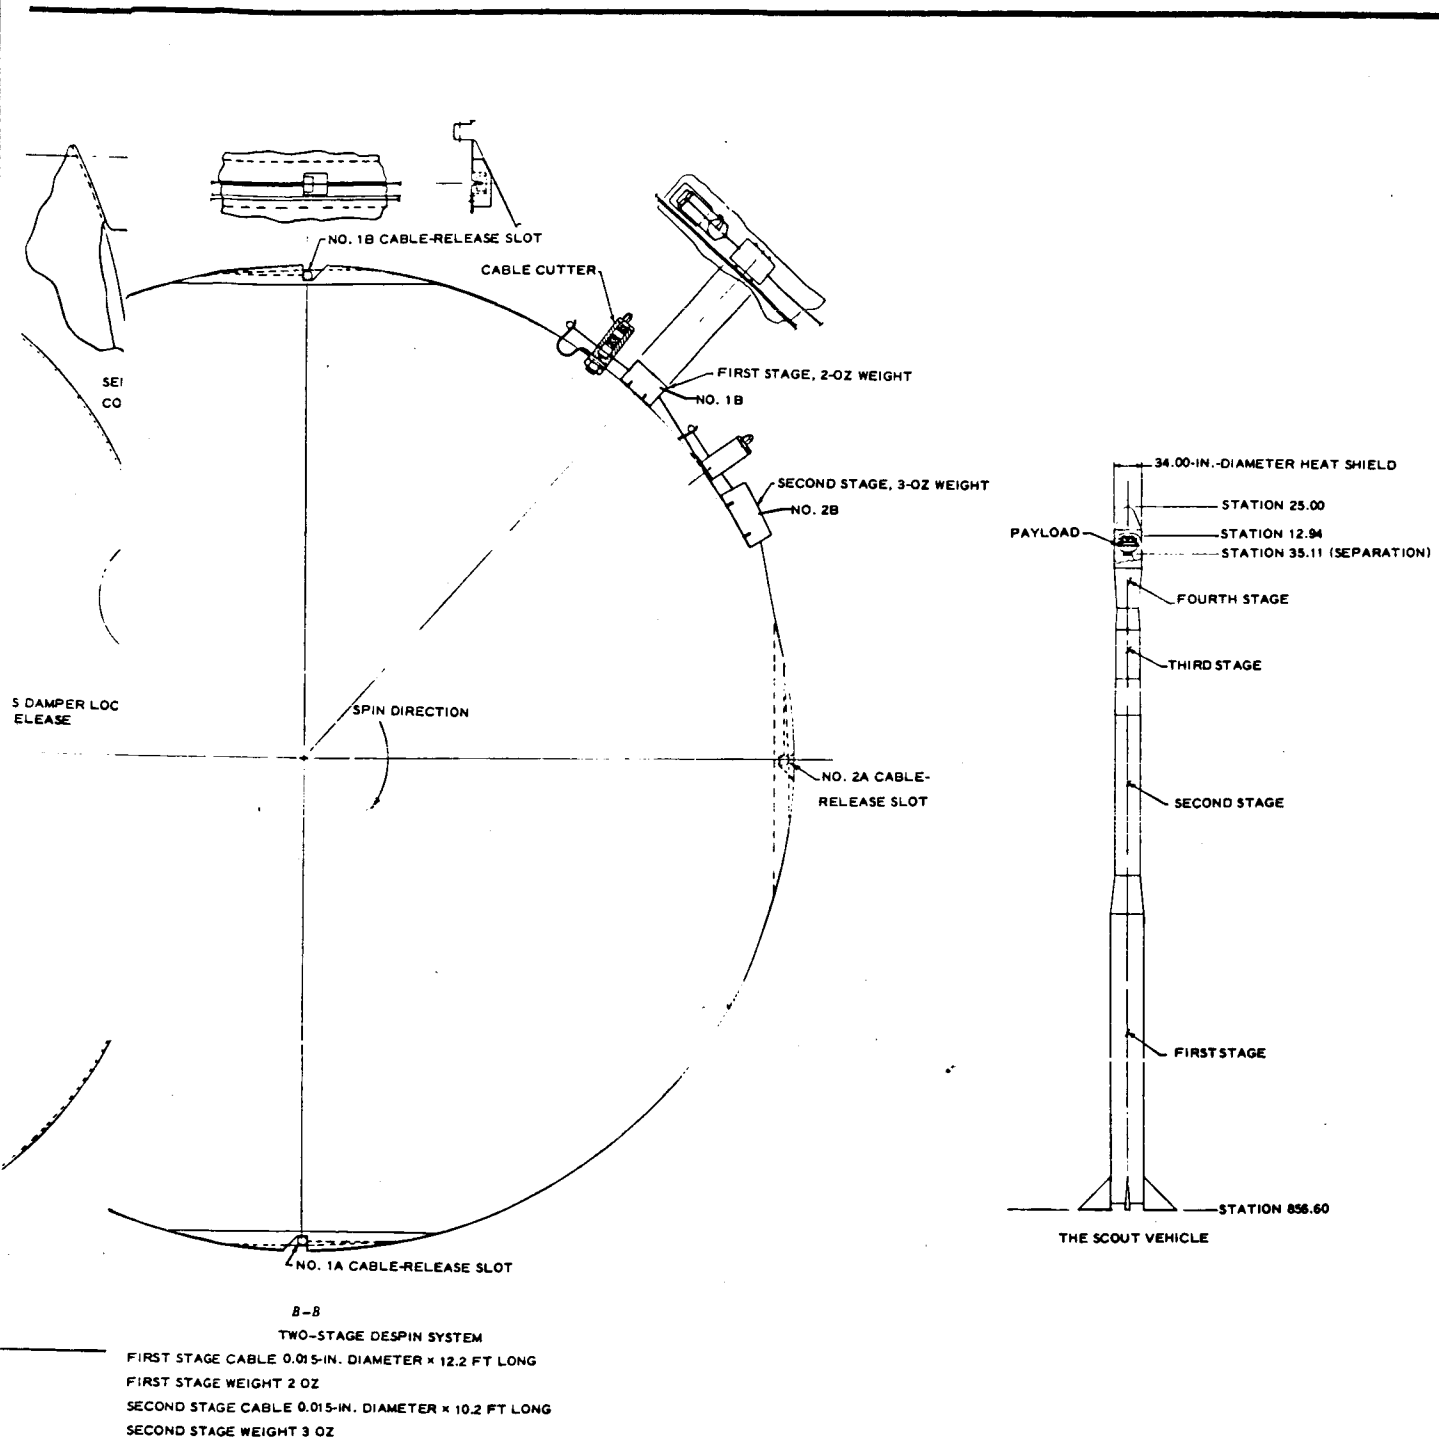 NO. 1B CABLE-RELEASE SLOT
CABLE CUTTER
FIRST STAGE, 2-OZ WEIGHT
NO. 1B
SECOND STAGE, 3-OZ WEIGHT
NO. 2B
SEI
CO
S DAMPER LOC
ELEASE
SPIN DIRECTION
NO. 2A CABLE-
RELEASE SLOT
NO. 1A CABLE-RELEASE SLOT
B-B
TWO-STAGE DESPIN SYSTEM
FIRST STAGE CABLE 0.015-IN. DIAMETER × 12.2 FT LONG
FIRST STAGE WEIGHT 2 OZ
SECOND STAGE CABLE 0.015-IN. DIAMETER × 10.2 FT LONG
SECOND STAGE WEIGHT 3 OZ
34.00-IN.-DIAMETER HEAT SHIELD
STATION 25.00
PAYLOAD
STATION 12.94
STATION 35.11 (SEPARATION)
FOURTH STAGE
THIRD STAGE
SECOND STAGE
FIRST STAGE
STATION 856.60
THE SCOUT VEHICLE